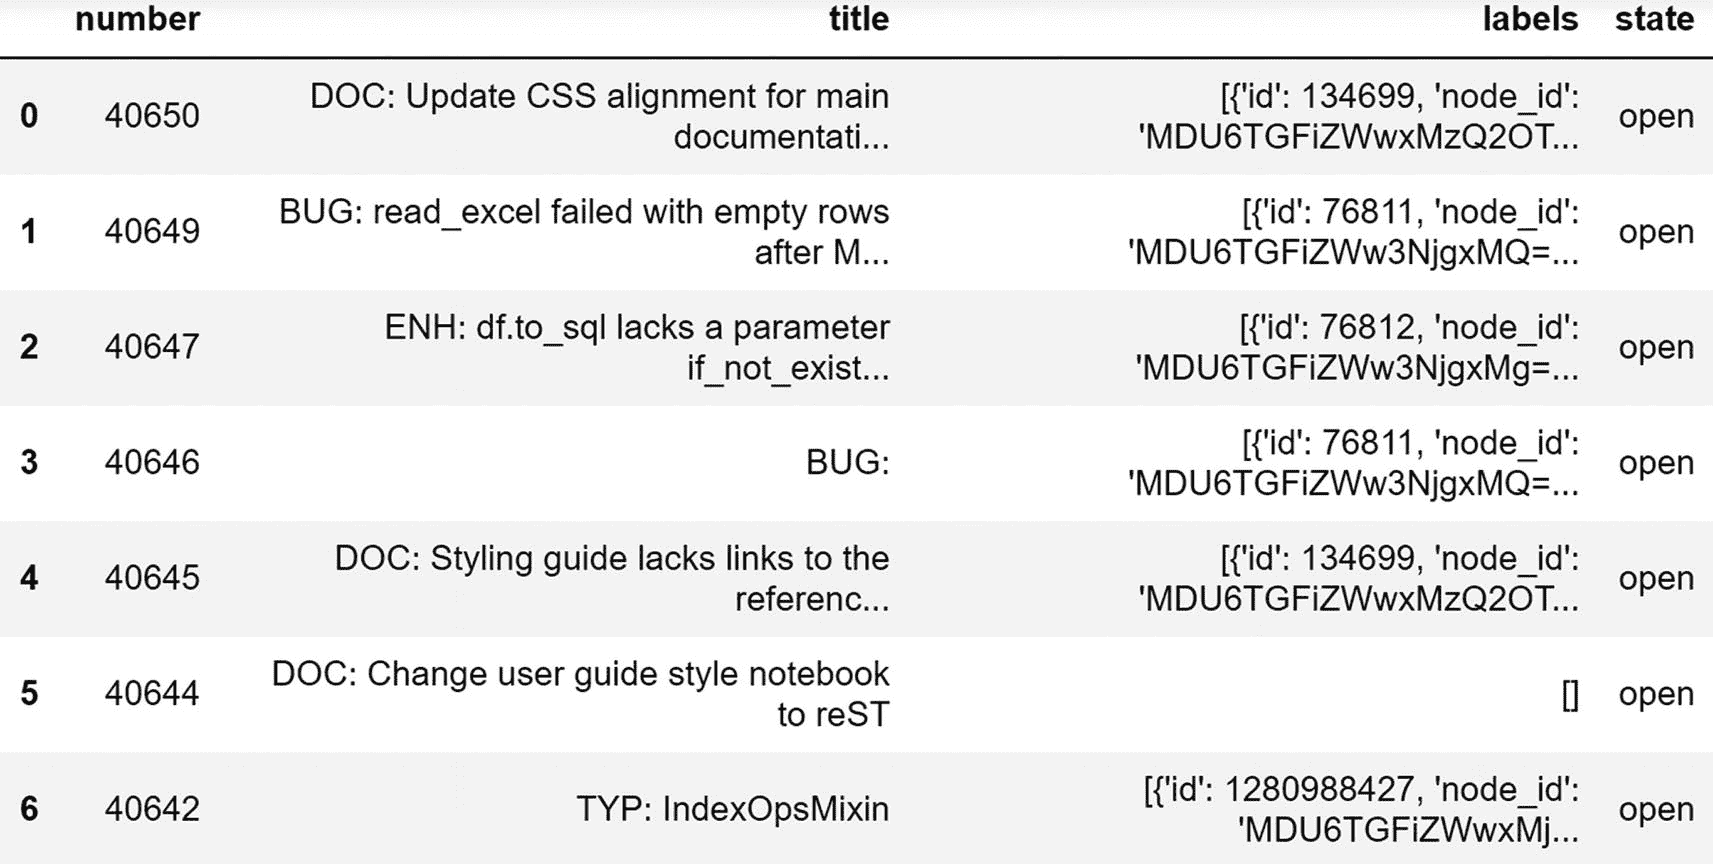 number title labels state
0 40650 DOC: Update CSS alignment for main documentati... [{'id': 134699, 'node_id': 'MDU6TGFiZWwxMzQ2OT... open
1 40649 BUG: read_excel failed with empty rows after M... [{'id': 76811, 'node_id': 'MDU6TGFiZWw3NjgxMQ=... open
2 40647 ENH: df.to_sql lacks a parameter if_not_exist... [{'id': 76812, 'node_id': 'MDU6TGFiZWw3NjgxMg=... open
3 40646 BUG: [{'id': 76811, 'node_id': 'MDU6TGFiZWw3NjgxMQ=... open
4 40645 DOC: Styling guide lacks links to the referenc... [{'id': 134699, 'node_id': 'MDU6TGFiZWwxMzQ2OT... open
5 40644 DOC: Change user guide style notebook to reST [] open
6 40642 TYP: IndexOpsMixin [{'id': 1280988427, 'node_id': 'MDU6TGFiZWwxMj... open